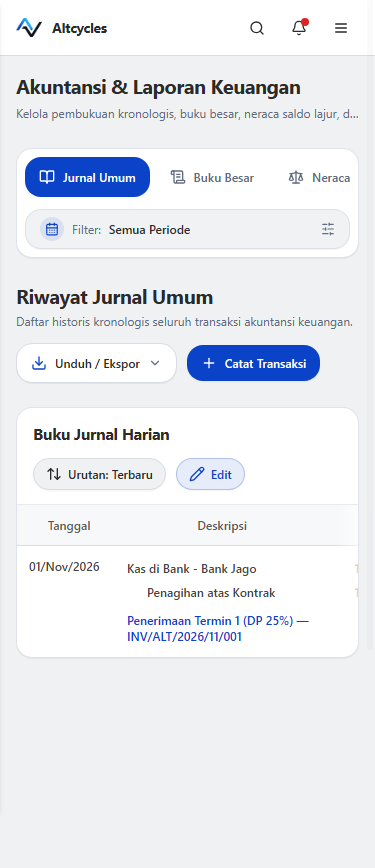 Altcycles
Akuntansi & Laporan Keuangan
Kelola pembukuan kronologis, buku besar, neraca saldo lajur, d...
Jurnal Umum
Buku Besar
Neraca
Filter: Semua Periode
Riwayat Jurnal Umum
Daftar historis kronologis seluruh transaksi akuntansi keuangan.
Unduh / Ekspor
Catat Transaksi
Buku Jurnal Harian
Urutan: Terbaru
Edit
Tanggal
Deskripsi
01/Nov/2026
Kas di Bank - Bank Jago
Penagihan atas Kontrak
Penerimaan Termin 1 (DP 25%) —
INV/ALT/2026/11/001